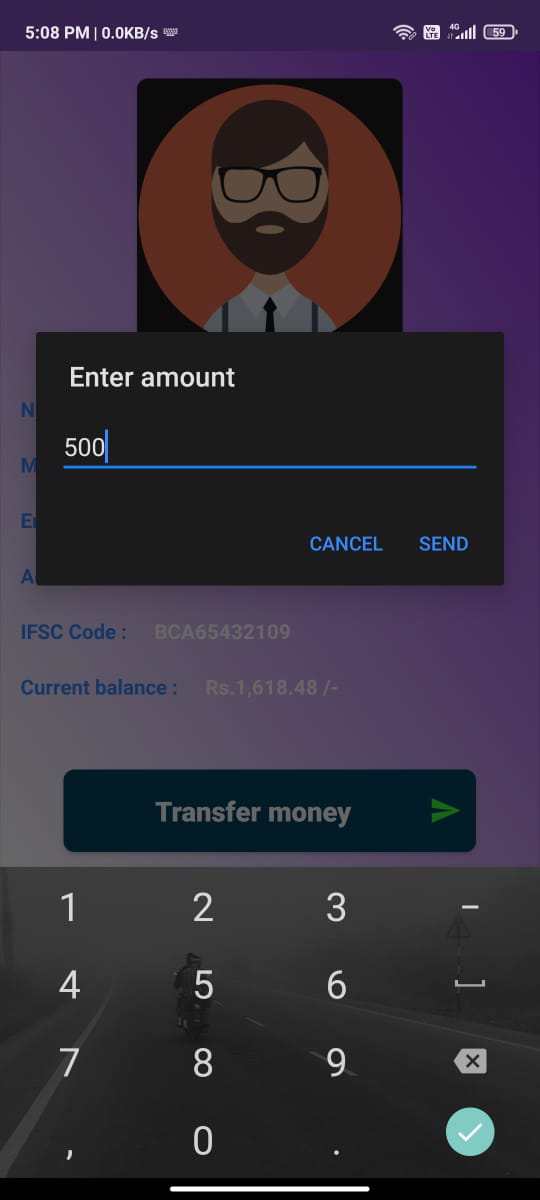 5:08 PM | 0.0KB/s
Vo LTE 4G 59
Enter amount
500
CANCEL SEND
IFSC Code : BCA65432109
Current balance : Rs.1,618.48 /-
Transfer money
1 2 3 –
4 5 6
7 8 9
, 0 .